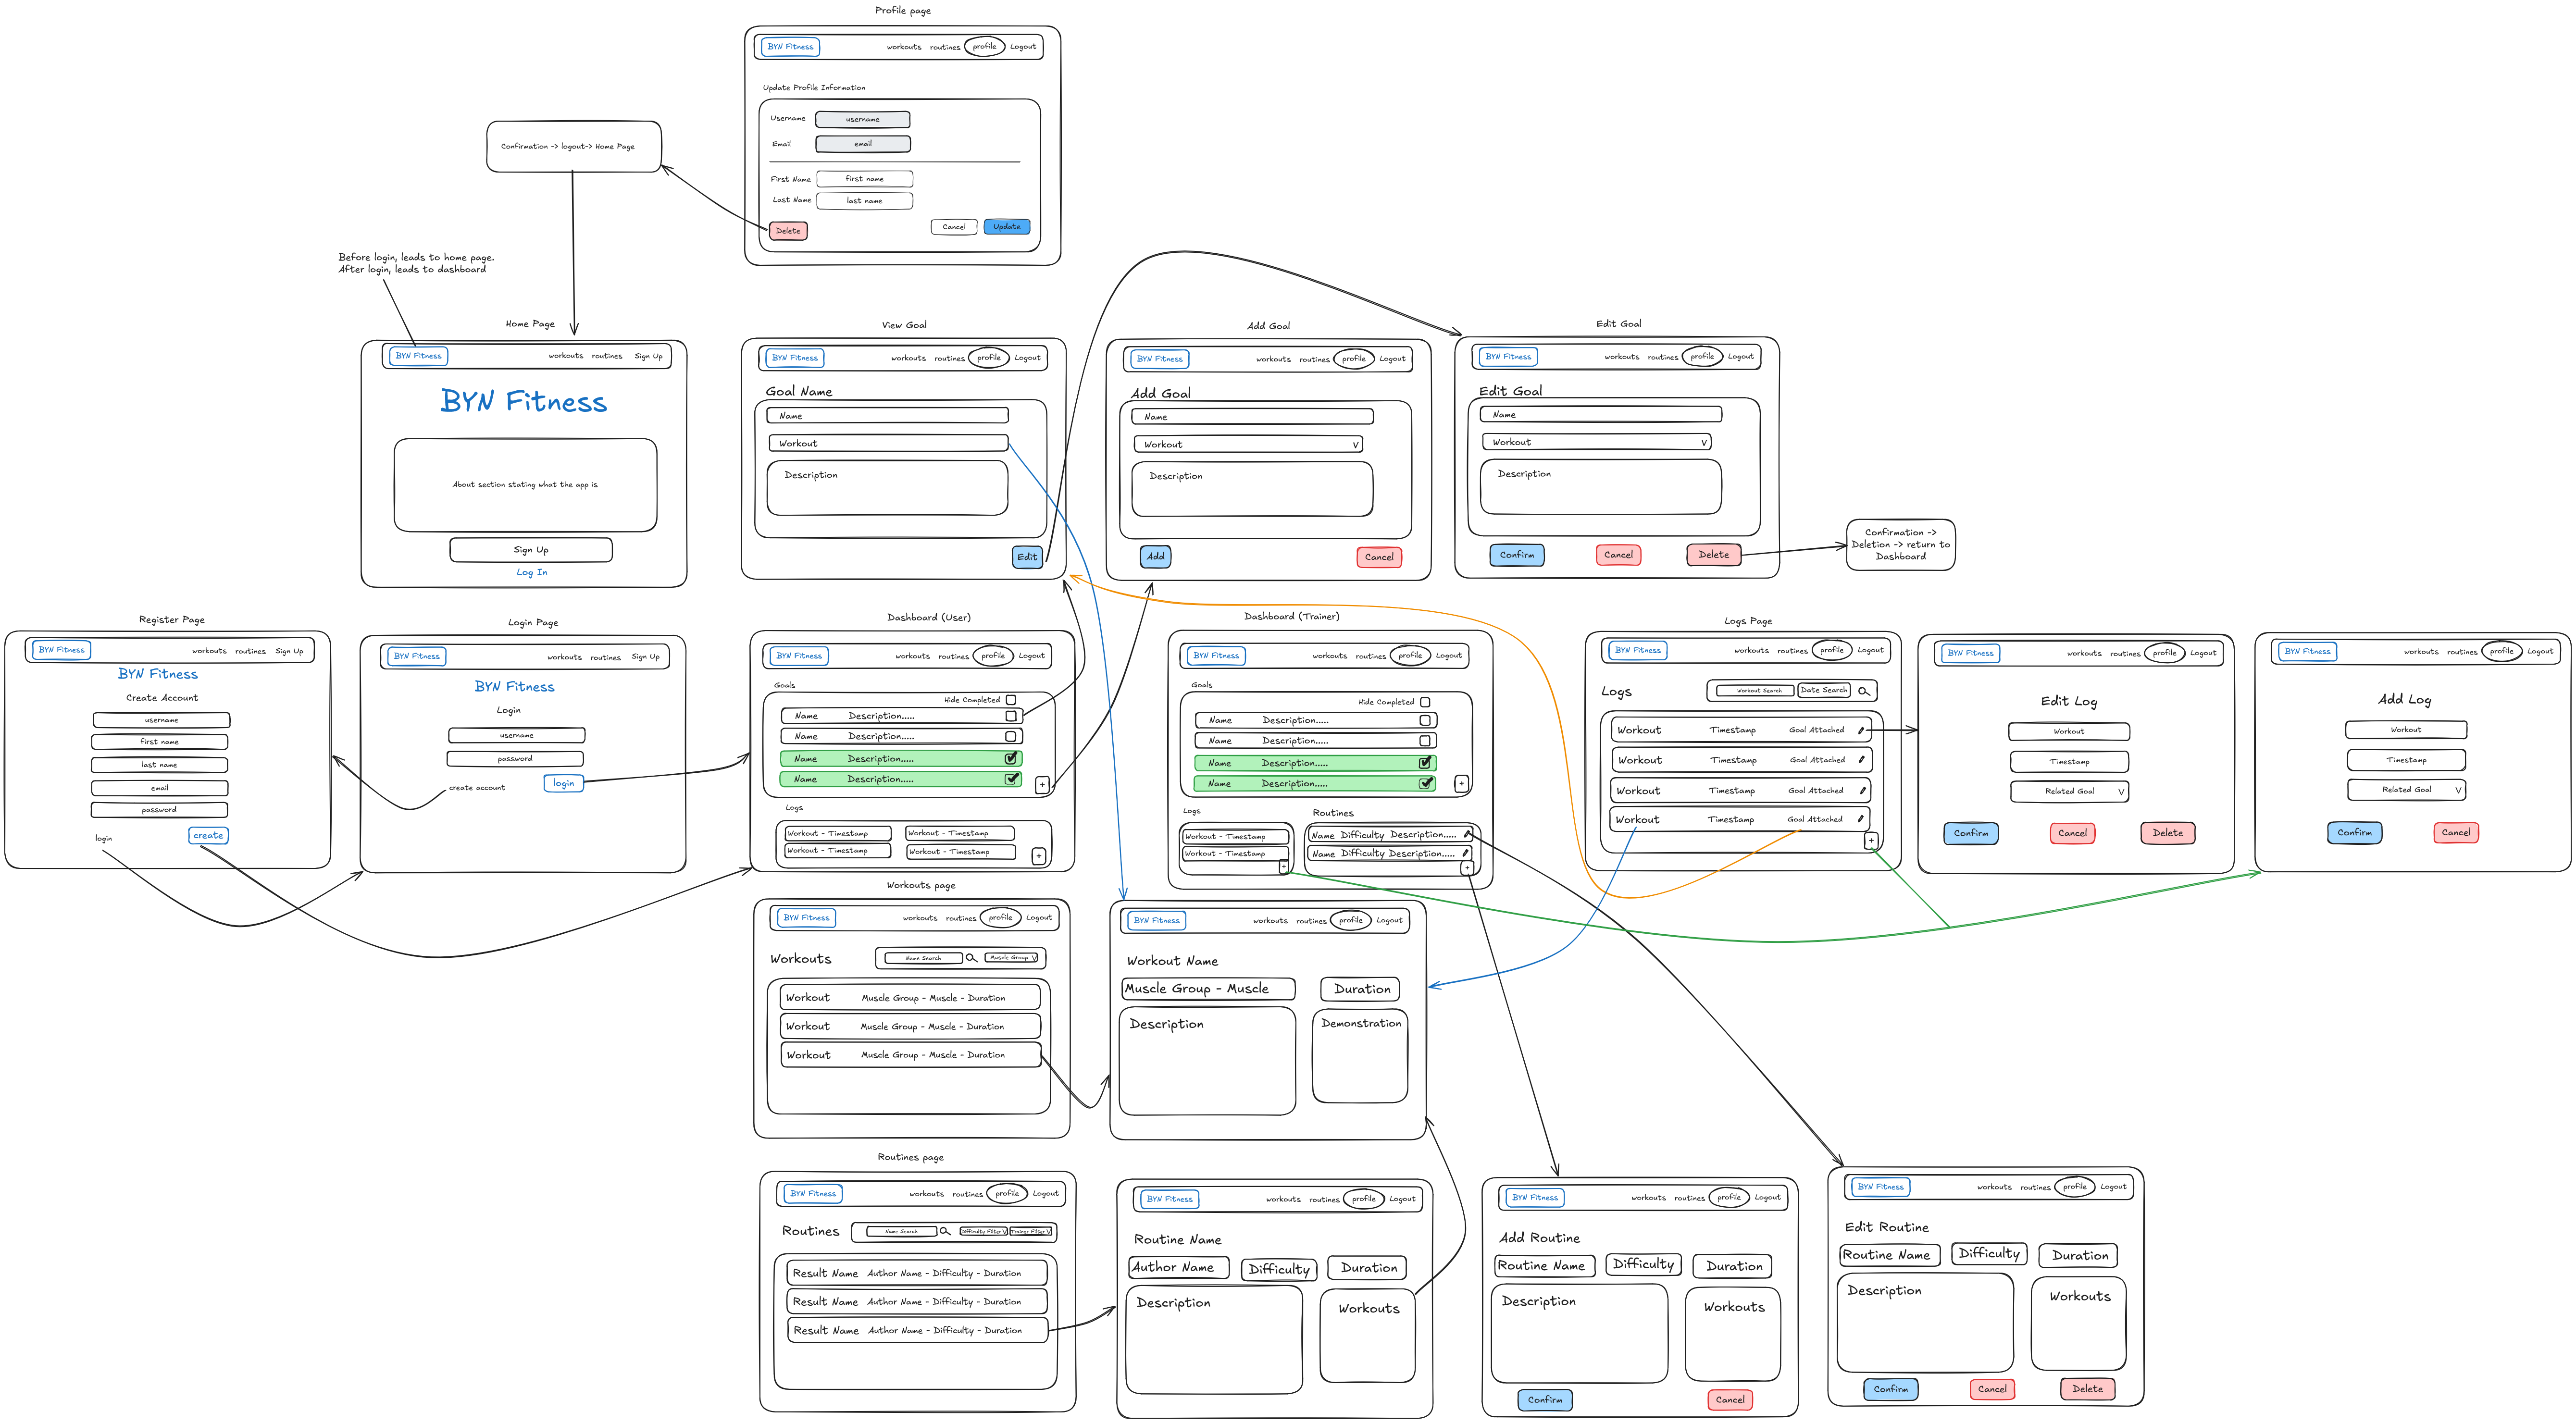 Profile page
BYN Fitness
workouts
routines
profile
Logout
Update Profile Information
Username
username
Email
email
First Name
first name
Last Name
last name
Delete
Cancel
Update
Confirmation -> logout-> Home Page
Before login, leads to home page.
After login, leads to dashboard
Home Page
BYN Fitness
workouts
routines
Sign Up
BYN Fitness
About section stating what the app is
Sign Up
Log In
View Goal
BYN Fitness
workouts
routines
profile
Logout
Goal Name
Name
Workout
Description
Edit
Add Goal
BYN Fitness
workouts
routines
profile
Logout
Add Goal
Name
Workout
V
Description
Add
Cancel
Edit Goal
BYN Fitness
workouts
routines
profile
Logout
Edit Goal
Name
Workout
V
Description
Confirm
Cancel
Delete
Confirmation ->
Deletion -> return to
Dashboard
Register Page
BYN Fitness
workouts
routines
Sign Up
BYN Fitness
Create Account
username
first name
last name
email
password
login
create
Login Page
BYN Fitness
workouts
routines
Sign Up
BYN Fitness
Login
username
password
login
create account
Dashboard (User)
BYN Fitness
workouts
routines
profile
Logout
Goals
Hide Completed
Name Description.....
Name Description.....
Name Description.....
Name Description.....
+
Logs
Workout - Timestamp
Workout - Timestamp
Workout - Timestamp
Workout - Timestamp
+
Dashboard (Trainer)
BYN Fitness
workouts
routines
profile
Logout
Goals
Hide Completed
Name Description.....
Name Description.....
Name Description.....
Name Description.....
+
Logs
Workout - Timestamp
Workout - Timestamp
+
Routines
Name Difficulty Description.....
Name Difficulty Description.....
+
Logs Page
BYN Fitness
workouts
routines
profile
Logout
Logs
Workout Search
Date Search
Workout Timestamp Goal Attached
Workout Timestamp Goal Attached
Workout Timestamp Goal Attached
Workout Timestamp Goal Attached
+
BYN Fitness
workouts
routines
profile
Logout
Edit Log
Workout
Timestamp
Related Goal V
Confirm
Cancel
Delete
BYN Fitness
workouts
routines
profile
Logout
Add Log
Workout
Timestamp
Related Goal V
Confirm
Cancel
Workouts page
BYN Fitness
workouts
routines
profile
Logout
Workouts
Name Search
Muscle Group V
Workout Muscle Group - Muscle - Duration
Workout Muscle Group - Muscle - Duration
Workout Muscle Group - Muscle - Duration
BYN Fitness
workouts
routines
profile
Logout
Workout Name
Muscle Group - Muscle
Duration
Description
Demonstration
Routines page
BYN Fitness
workouts
routines
profile
Logout
Routines
Name Search
Difficulty Filter V
Trainer Filter V
Result Name Author Name - Difficulty - Duration
Result Name Author Name - Difficulty - Duration
Result Name Author Name - Difficulty - Duration
BYN Fitness
workouts
routines
profile
Logout
Routine Name
Author Name
Difficulty
Duration
Description
Workouts
BYN Fitness
workouts
routines
profile
Logout
Add Routine
Routine Name
Difficulty
Duration
Description
Workouts
Confirm
Cancel
BYN Fitness
workouts
routines
profile
Logout
Edit Routine
Routine Name
Difficulty
Duration
Description
Workouts
Confirm
Cancel
Delete